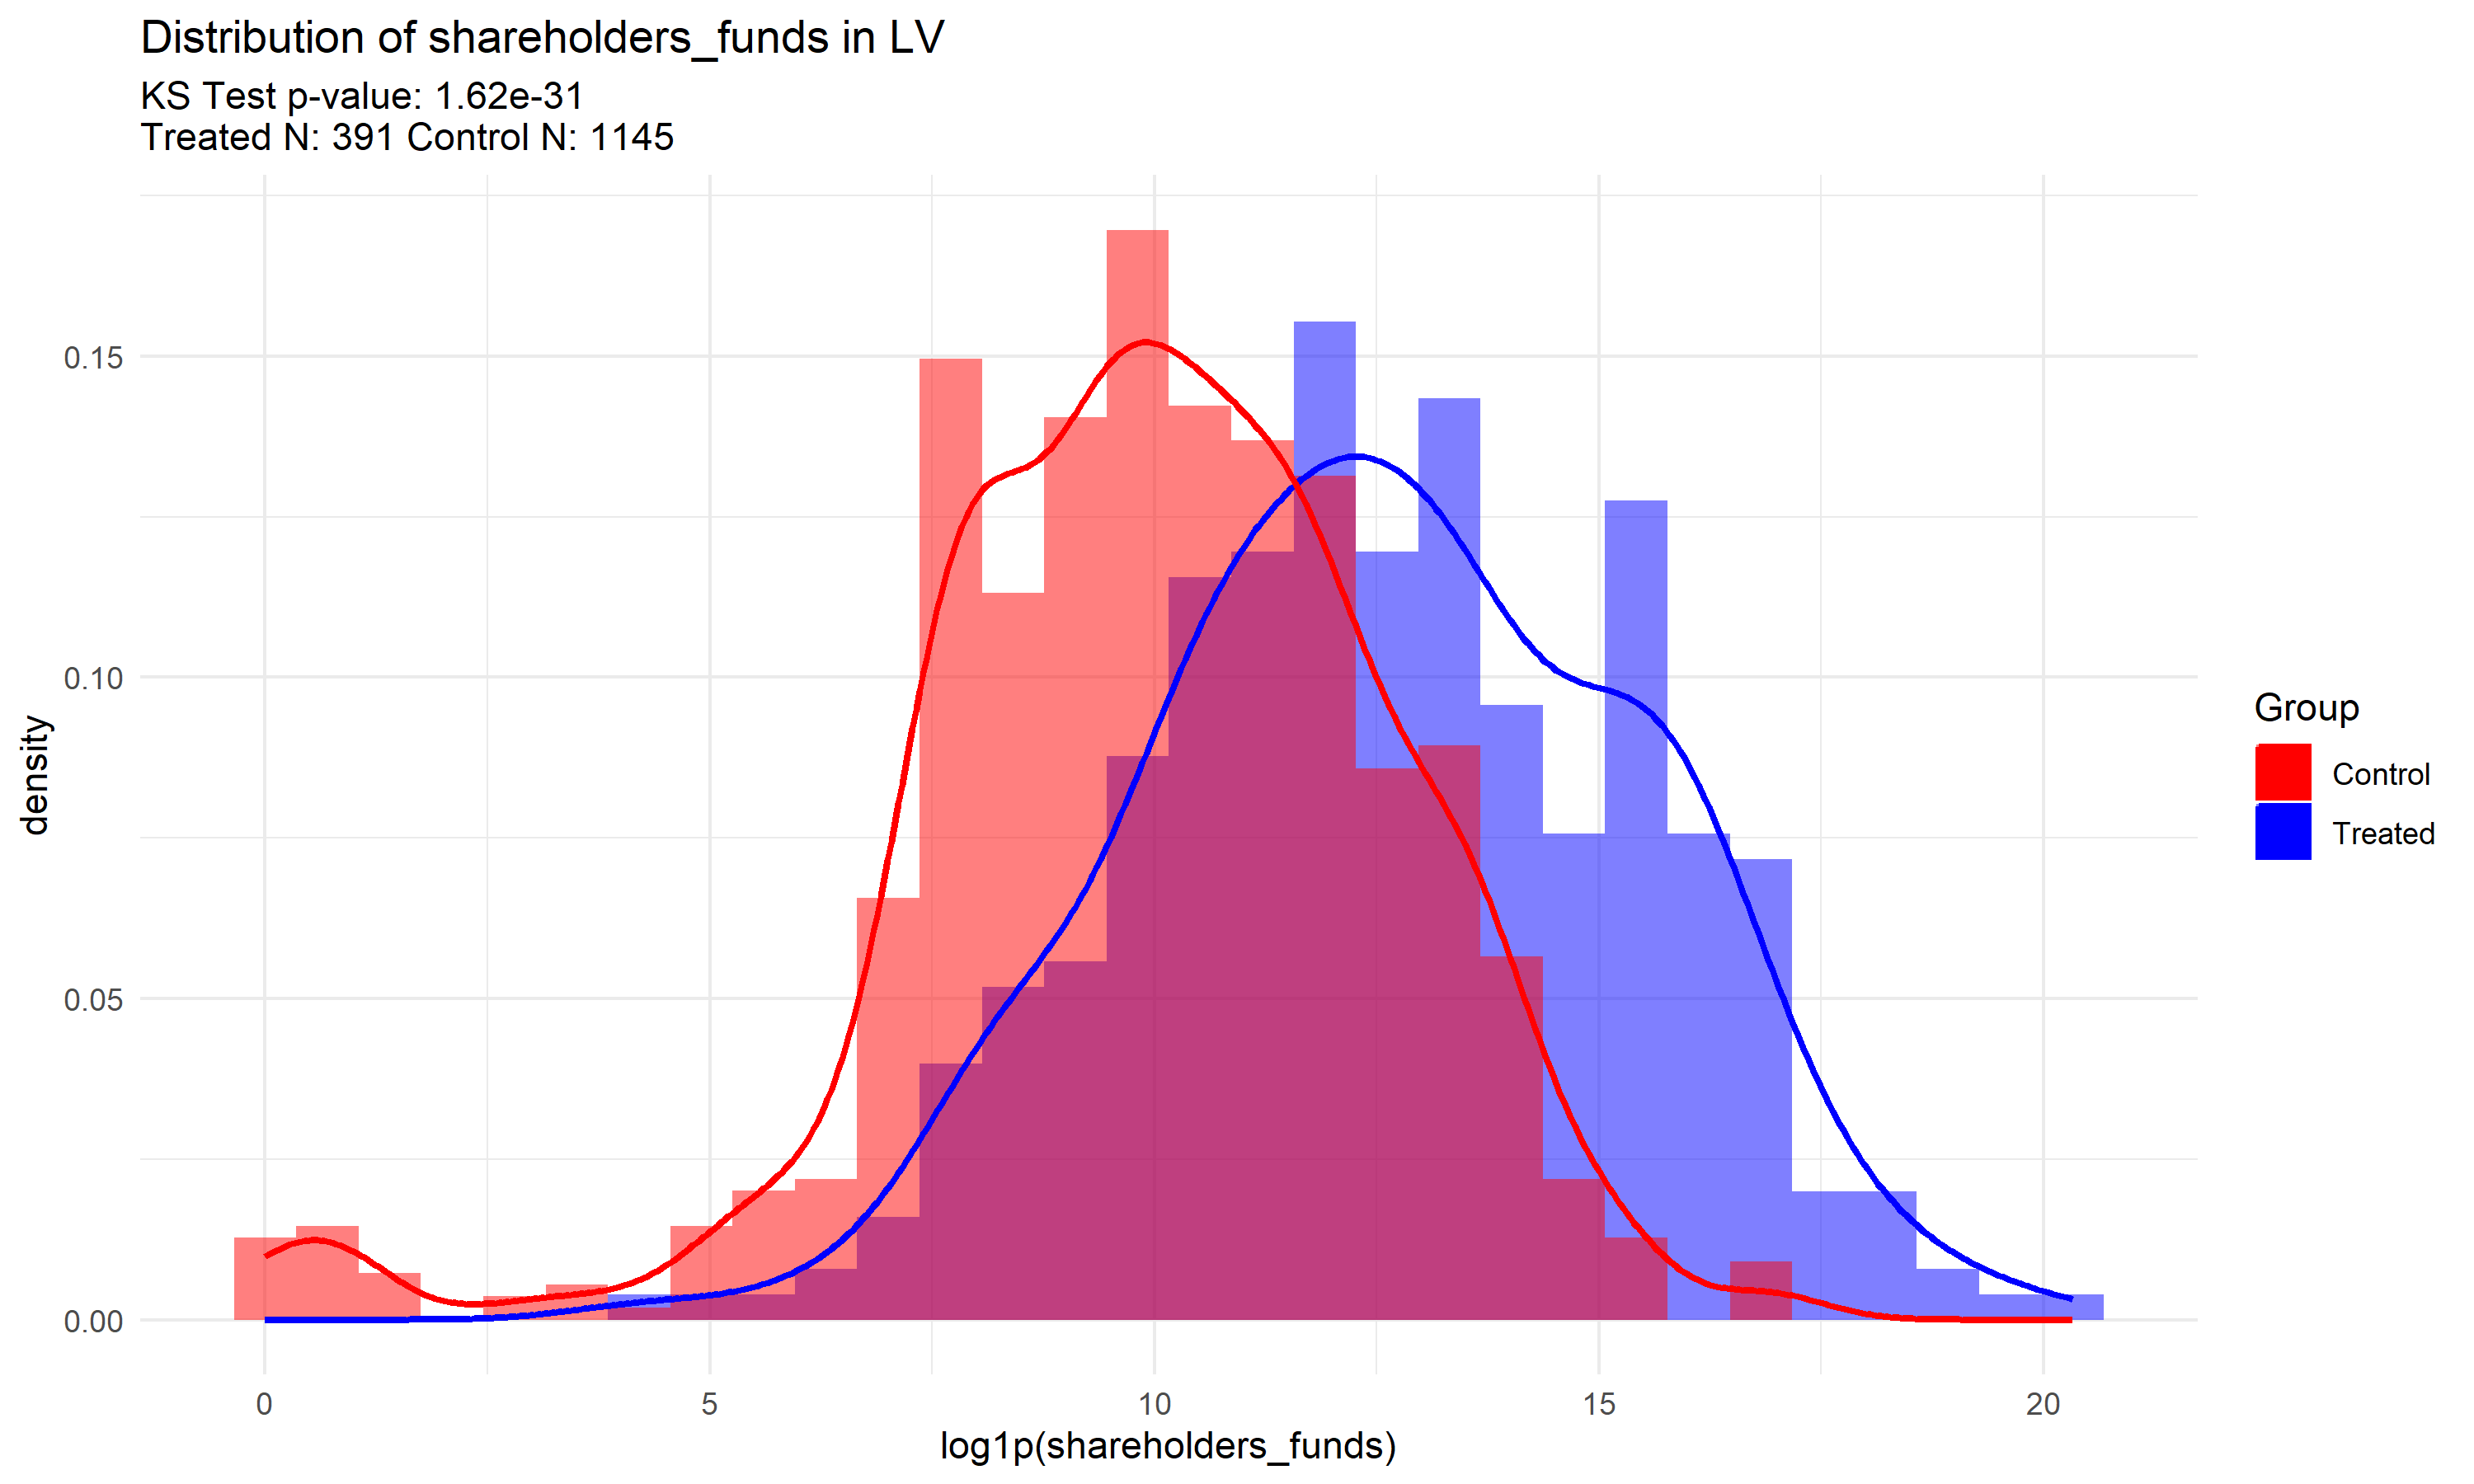 Distribution of shareholders_funds in LV
KS Test p-value: 1.62e-31
Treated N: 391 Control N: 1145
density
0.15
0.10
0.05
0.00
0
5
10
15
20
log1p(shareholders_funds)
Group
Control
Treated